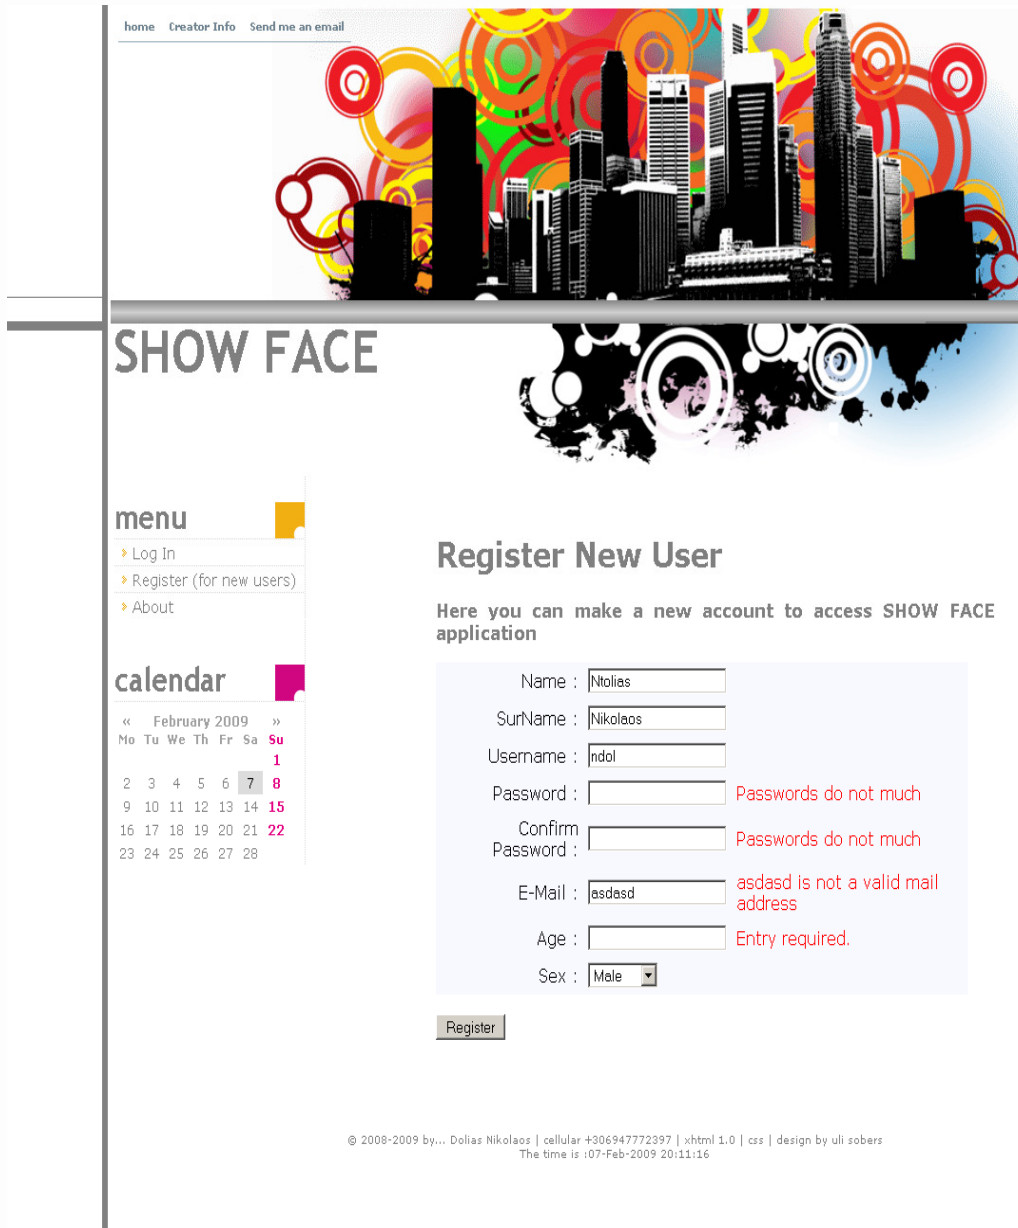 home Creator Info Send me an email
SHOW FACE
menu
Log In
Register (for new users)
About
calendar
« February 2009 »
Mo Tu We Th Fr Sa Su
1
2 3 4 5 6 7 8
9 10 11 12 13 14 15
16 17 18 19 20 21 22
23 24 25 26 27 28
Register New User
Here you can make a new account to access SHOW FACE
application
Name : Ntolias
SurName : Nikolaos
Username : ndol
Password : Passwords do not much
Confirm
Password : Passwords do not much
E-Mail : asdasd asdasd is not a valid mail
address
Age : Entry required.
Sex : Male
Register
© 2008-2009 by... Dolias Nikolaos | cellular +306947772397 | xhtml 1.0 | css | design by uli sobers
The time is :07-Feb-2009 20:11:16